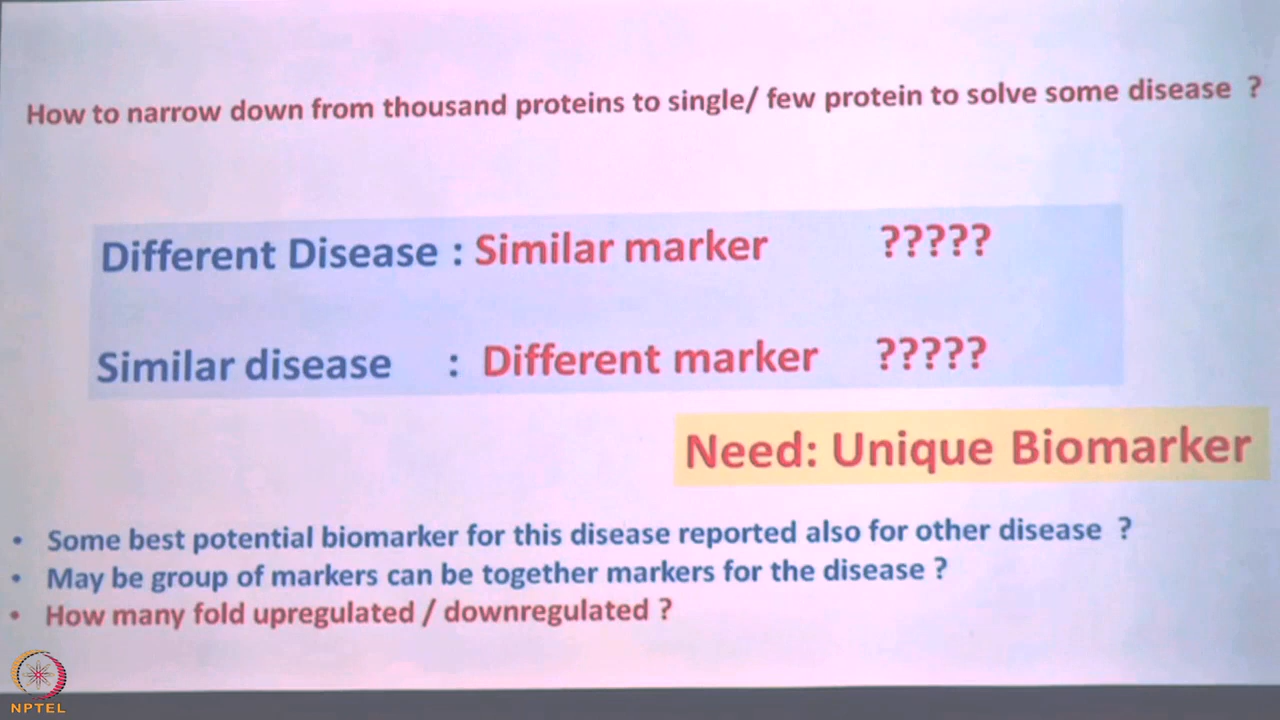 How to narrow down from thousand proteins to single/ few protein to solve some disease ?
Different Disease : Similar marker ?????
Similar disease : Different marker ?????
Need: Unique Biomarker
• Some best potential biomarker for this disease reported also for other disease ?
• May be group of markers can be together markers for the disease ?
• How many fold upregulated / downregulated ?
NPTEL